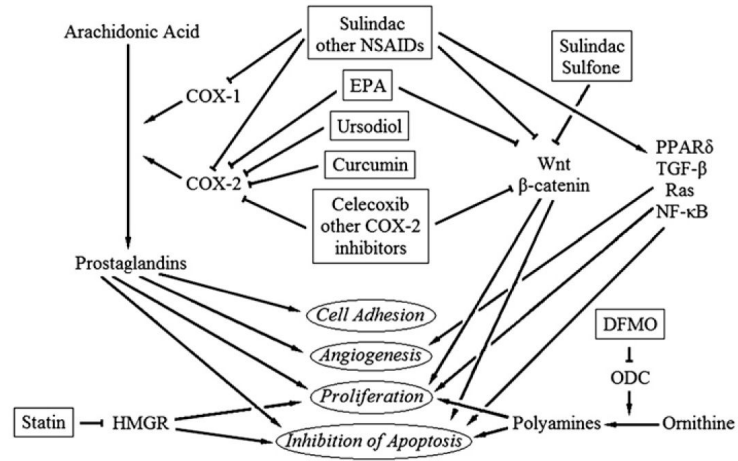 Arachidonic Acid
Sulindac
other NSAIDs
Sulindac
Sulfone
EPA
COX-1
Ursodiol
Curcumin
COX-2
Wnt
β-catenin
PPARδ
TGF-β
Ras
NF-κB
Celecoxib
other COX-2
inhibitors
Prostaglandins
Cell Adhesion
DFMO
Angiogenesis
ODC
Proliferation
Statin
HMGR
Polyamines
Ornithine
Inhibition of Apoptosis